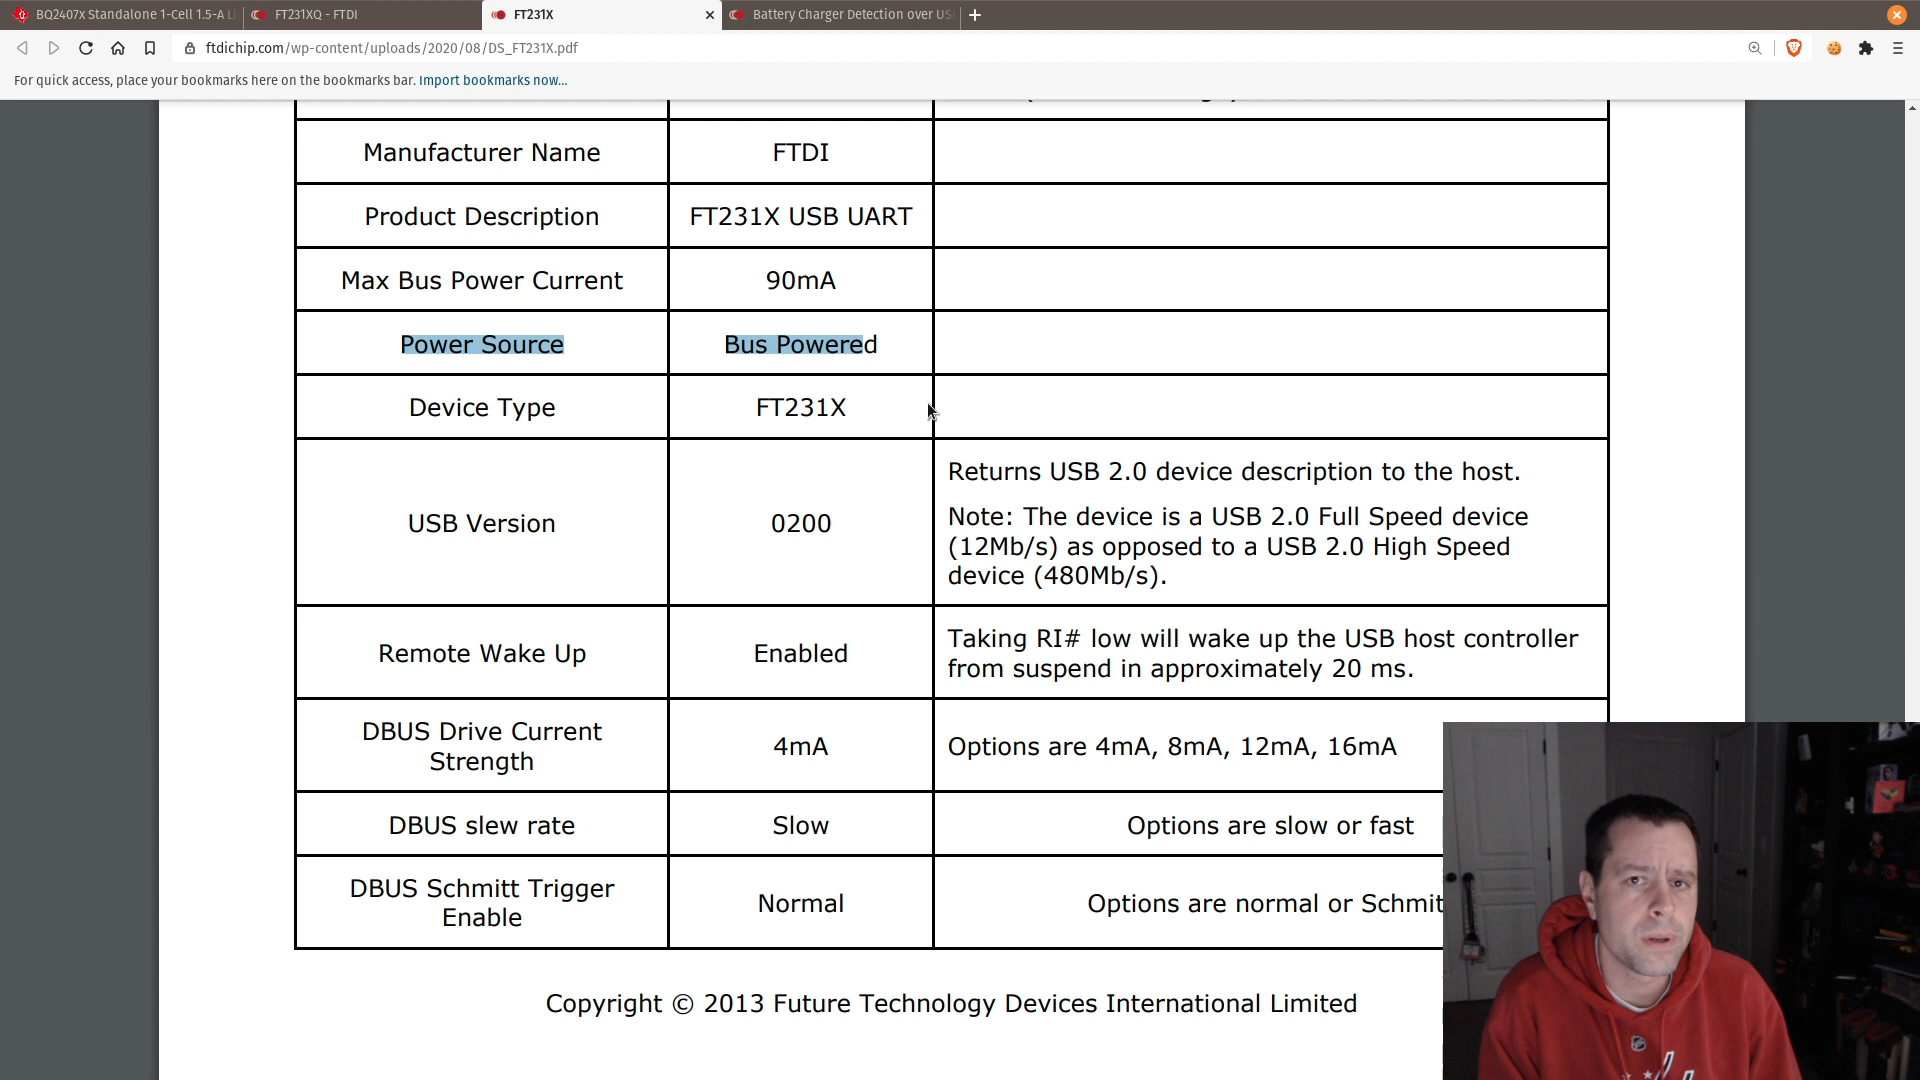 BQ2407x Standalone 1-Cell 1.5-A Li
FT231XQ - FTDI
FT231X
Battery Charger Detection over US
ftdichip.com/wp-content/uploads/2020/08/DS_FT231X.pdf
For quick access, place your bookmarks here on the bookmarks bar. Import bookmarks now...
Manufacturer Name FTDI
Product Description FT231X USB UART
Max Bus Power Current 90mA
Power Source Bus Powered
Device Type FT231X
USB Version 0200
Returns USB 2.0 device description to the host.
Note: The device is a USB 2.0 Full Speed device
(12Mb/s) as opposed to a USB 2.0 High Speed
device (480Mb/s).
Remote Wake Up Enabled
Taking RI# low will wake up the USB host controller
from suspend in approximately 20 ms.
DBUS Drive Current
Strength
4mA
Options are 4mA, 8mA, 12mA, 16mA
DBUS slew rate Slow Options are slow or fast
DBUS Schmitt Trigger
Enable
Normal
Options are normal or Schmit
Copyright © 2013 Future Technology Devices International Limited